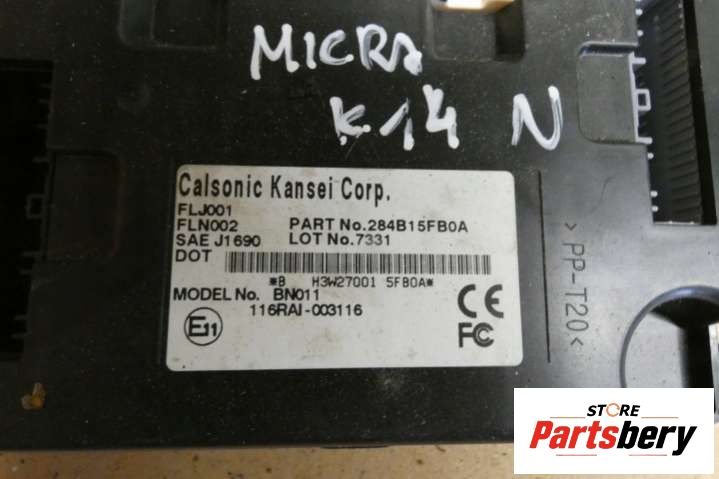 MICRA
K14 N
Calsonic Kansei Corp.
FLJ001
FLN002 PART No.284B15FB0A
SAE J1690 LOT No.7331
DOT
*B H3W27001 5FB0A*
MODEL No. BN011
116RAI-003116
E11
CE
FC
>PP-T20<
STORE
Partsbery